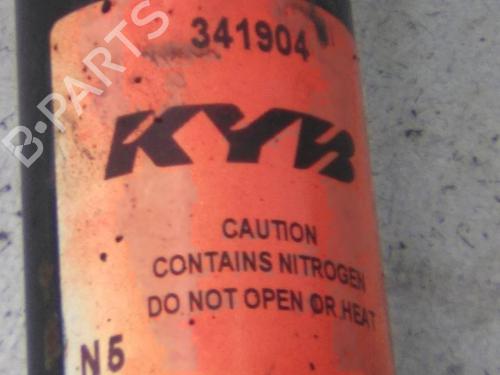 341904
KYB
CAUTION
CONTAINS NITROGEN
DO NOT OPEN OR HEAT
N5
B-PARTS